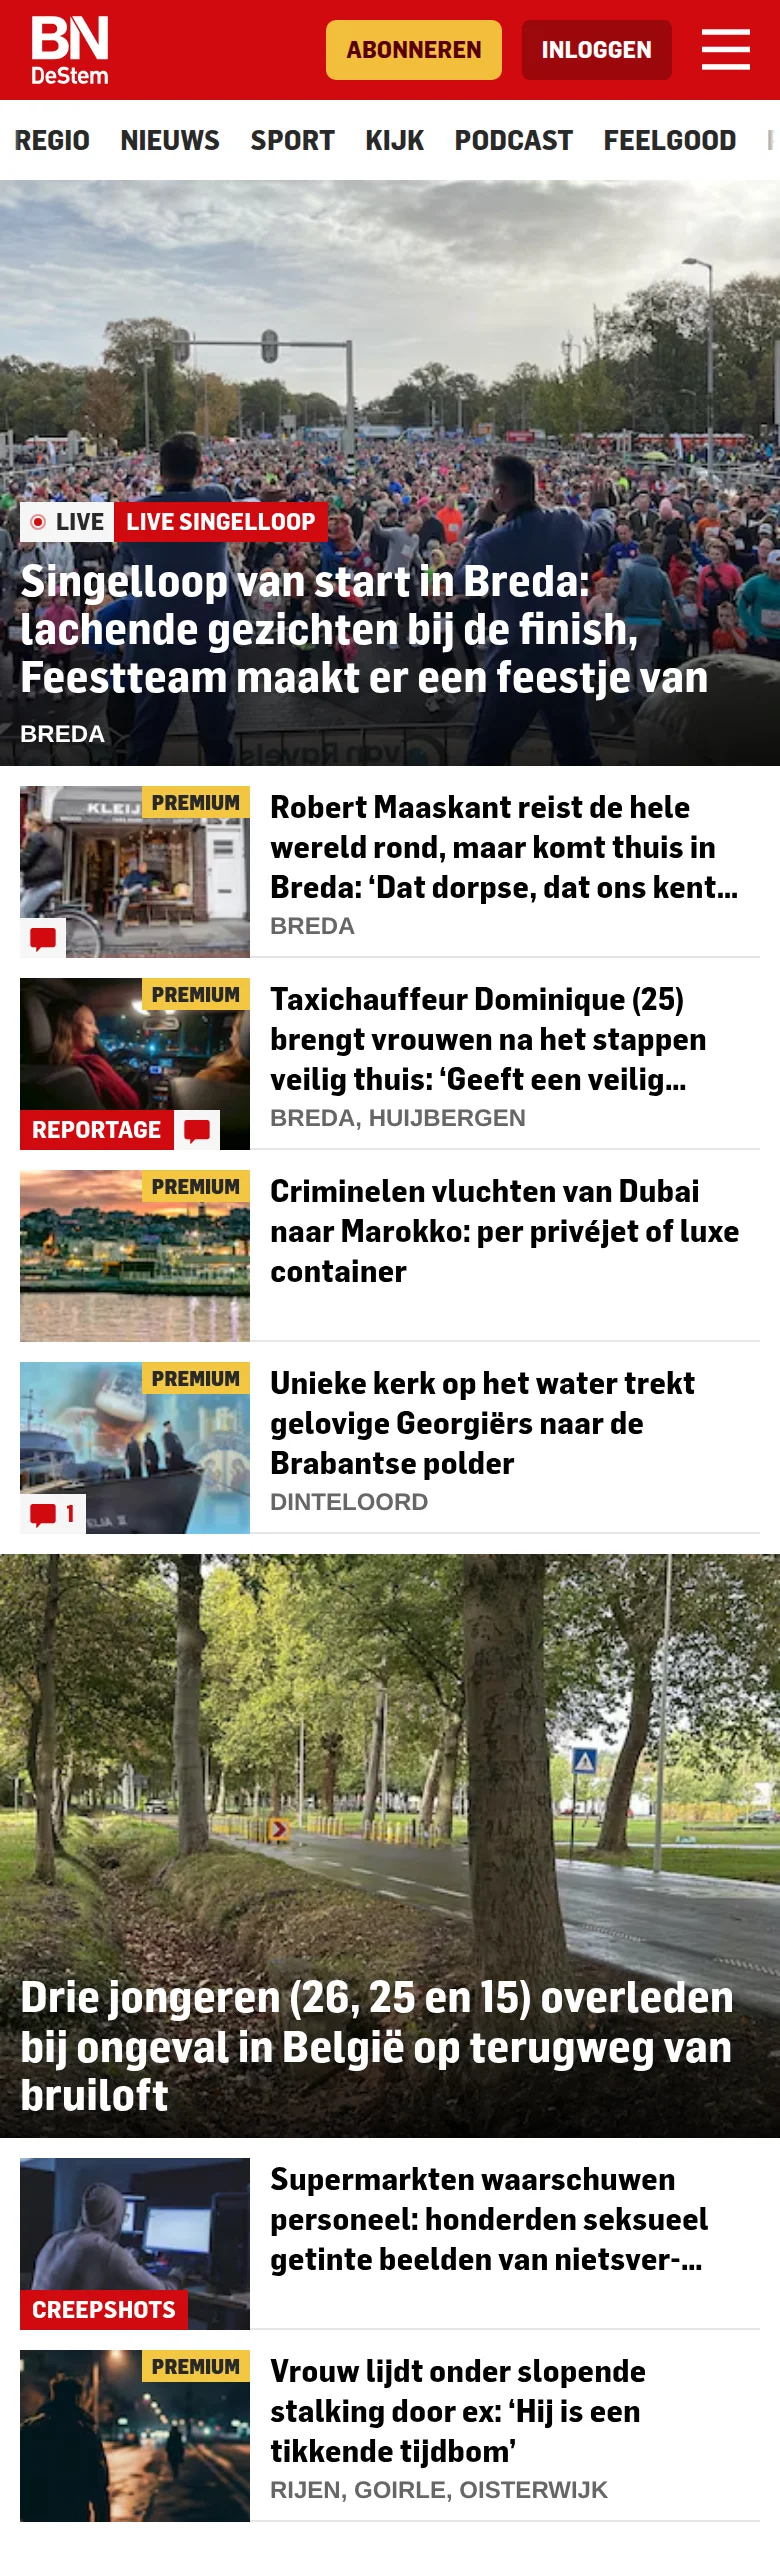 BN
DeStem
ABONNEREN
INLOGGEN
REGIO NIEUWS SPORT KIJK PODCAST FEELGOOD
LIVE LIVE SINGELLOOP
Singelloop van start in Breda:
lachende gezichten bij de finish,
Feestteam maakt er een feestje van
BREDA
KLEIJ
PREMIUM
Robert Maaskant reist de hele
wereld rond, maar komt thuis in
Breda: ‘Dat dorpse, dat ons kent...
BREDA
PREMIUM
REPORTAGE
Taxichauffeur Dominique (25)
brengt vrouwen na het stappen
veilig thuis: ‘Geeft een veilig...
BREDA, HUIJBERGEN
PREMIUM
Criminelen vluchten van Dubai
naar Marokko: per privéjet of luxe
container
PREMIUM
1
Unieke kerk op het water trekt
gelovige Georgiërs naar de
Brabantse polder
DINTELOORD
Drie jongeren (26, 25 en 15) overleden
bij ongeval in België op terugweg van
bruiloft
CREEPSHOTS
Supermarkten waarschuwen
personeel: honderden seksueel
getinte beelden van nietsver-...
PREMIUM
Vrouw lijdt onder slopende
stalking door ex: ‘Hij is een
tikkende tijdbom’
RIJEN, GOIRLE, OISTERWIJK